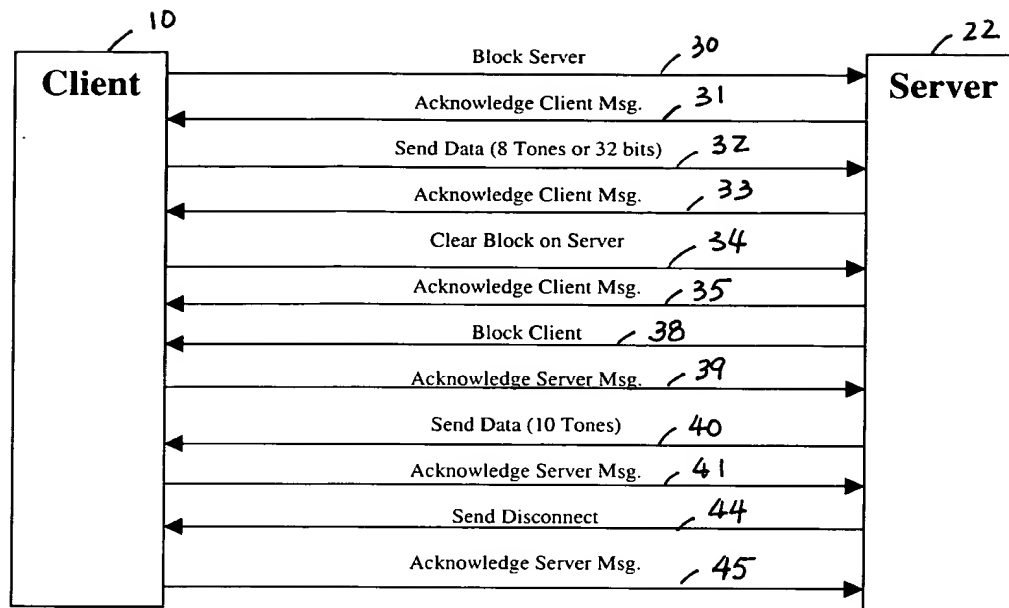 10
22
Client
Server
Block Server
30
Acknowledge Client Msg.
31
Send Data (8 Tones or 32 bits)
32
Acknowledge Client Msg.
33
Clear Block on Server
34
Acknowledge Client Msg.
35
Block Client
38
Acknowledge Server Msg.
39
Send Data (10 Tones)
40
Acknowledge Server Msg.
41
Send Disconnect
44
Acknowledge Server Msg.
45